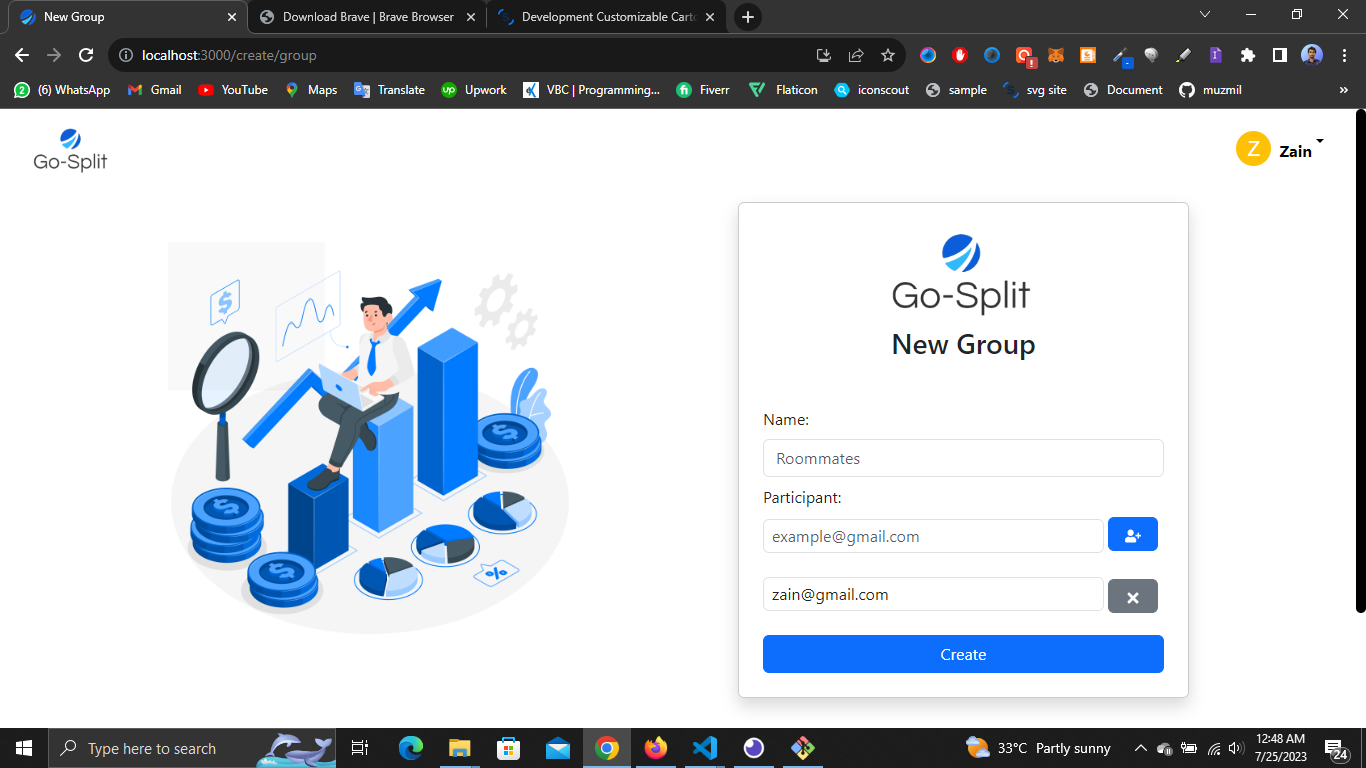 New Group
Download Brave | Brave Browser
Development Customizable Carto
localhost:3000/create/group
(6) WhatsApp
Gmail
YouTube
Maps
Translate
Upwork
VBC | Programming...
Fiverr
Flaticon
iconscout
sample
svg site
Document
muzmil
»
Go-Split
Z Zain
Go-Split
New Group
Name:
Roommates
Participant:
example@gmail.com
zain@gmail.com
Create
Type here to search
33°C Partly sunny
12:48 AM
7/25/2023
24